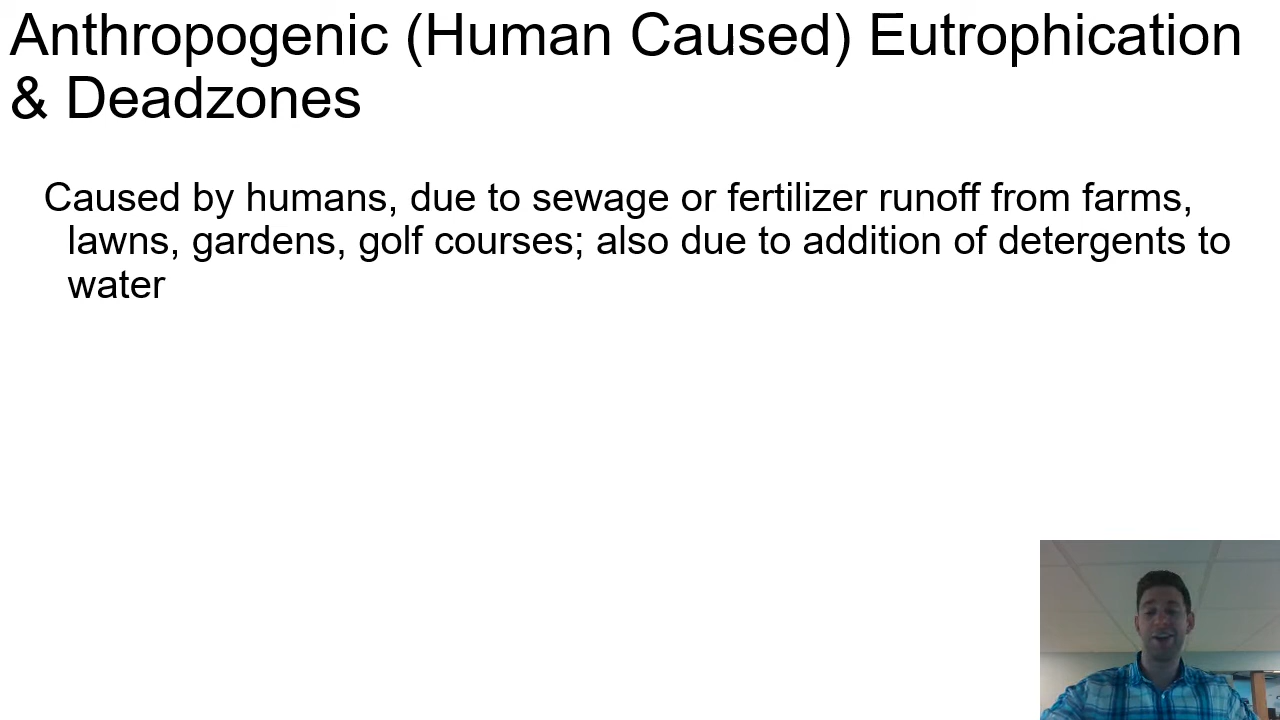 Anthropogenic (Human Caused) Eutrophication
& Deadzones
Caused by humans, due to sewage or fertilizer runoff from farms,
lawns, gardens, golf courses; also due to addition of detergents to
water